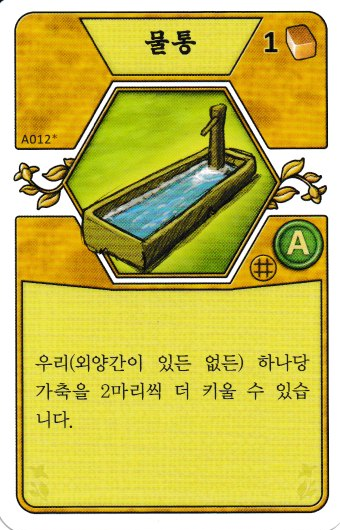 물통
1
A012*
A
우리(외양간이 있든 없든) 하나당
가축을 2마리씩 더 키울 수 있습
니다.